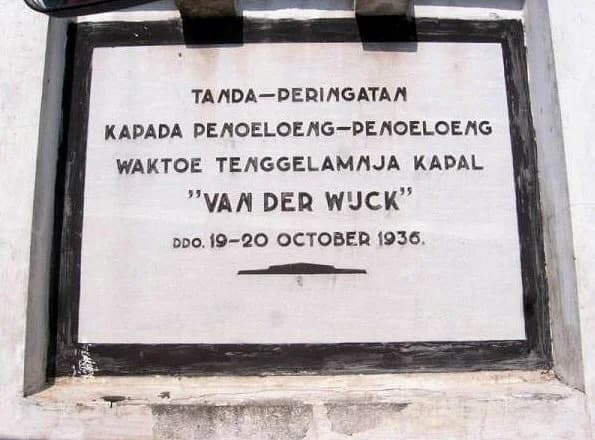 TANDA-PERINGATAN
KAPADA PENOELOENG-PENOELOENG
WAKTOE TENGGELAMNJA KAPAL
"VAN DER WIJCK"
DDO. 19-20 OCTOBER 1936.